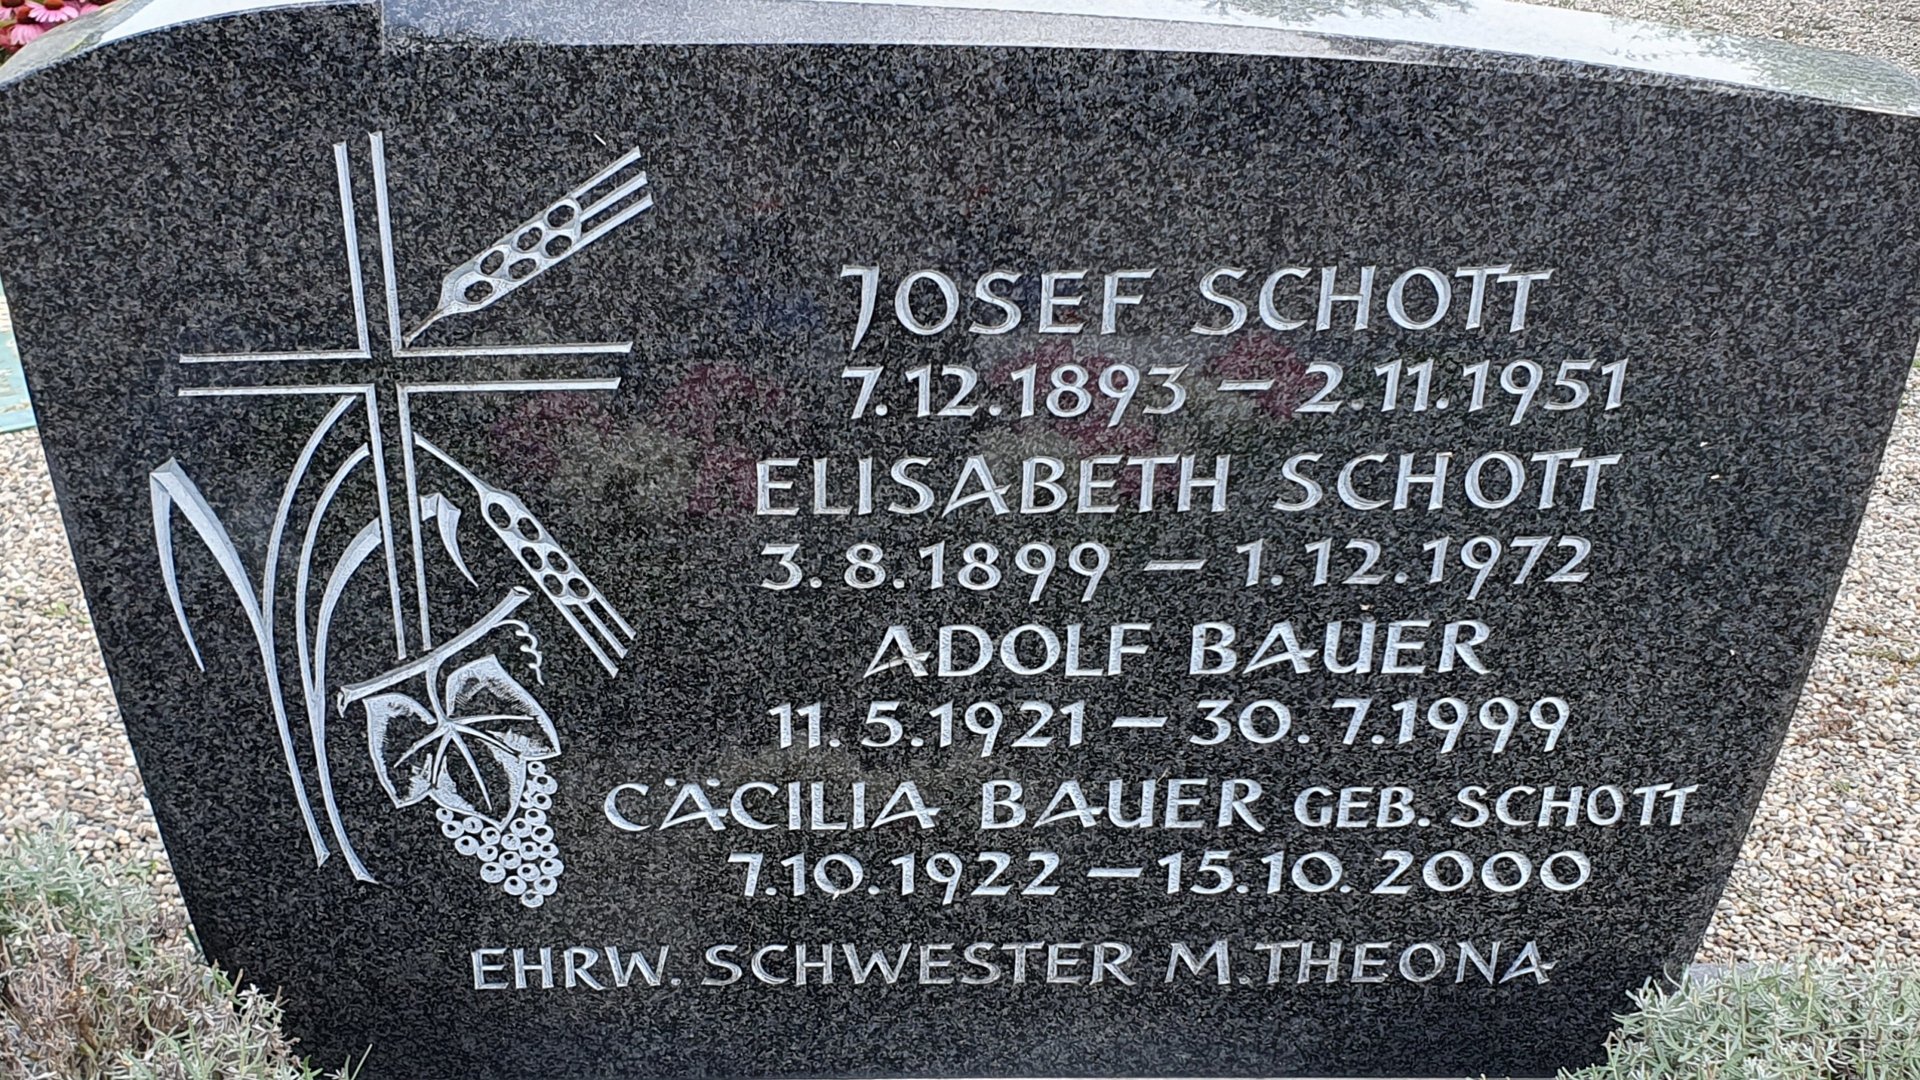 JOSEF SCHOTT
7.12.1893 – 2.11.1951
ELISABETH SCHOTT
3.8.1899 – 1.12.1972
ADOLF BAUER
11.5.1921 – 30.7.1999
CÄCILIA BAUER GEB. SCHOTT
7.10.1922 – 15.10.2000
EHRW. SCHWESTER M. THEONA